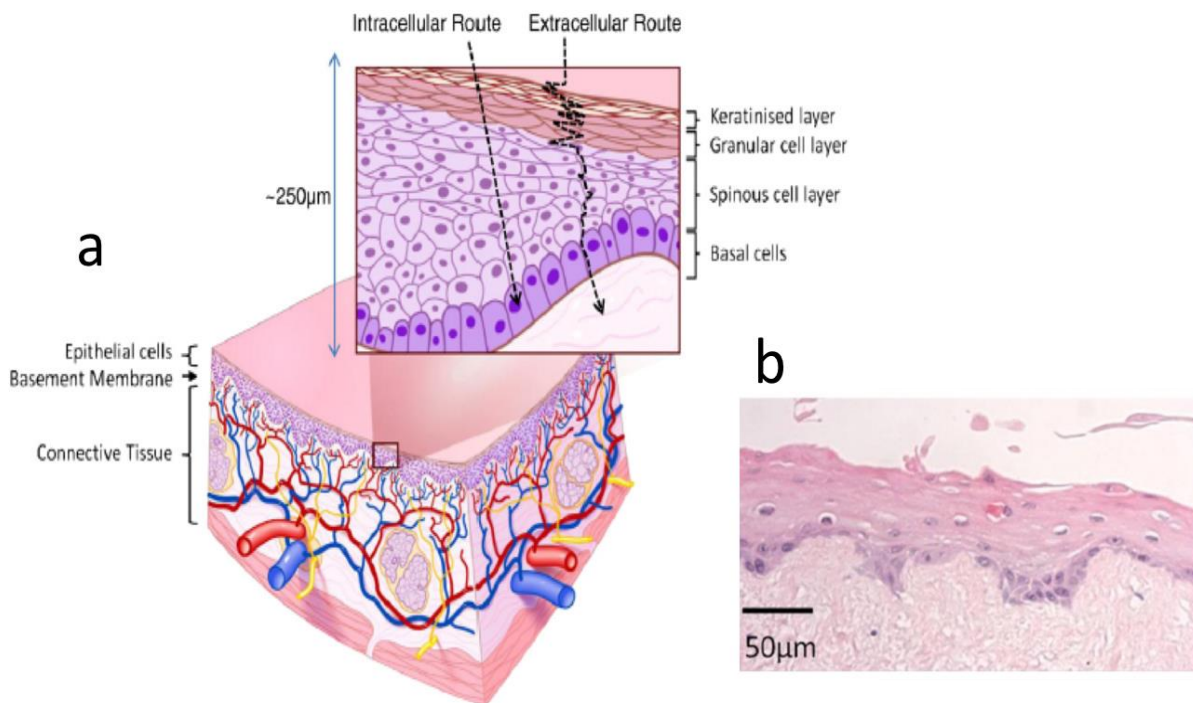 Intracellular Route
Extracellular Route
Keratinised layer
Granular cell layer
Spinous cell layer
Basal cells
~250µm
a
Epithelial cells
Basement Membrane
Connective Tissue
b
50µm